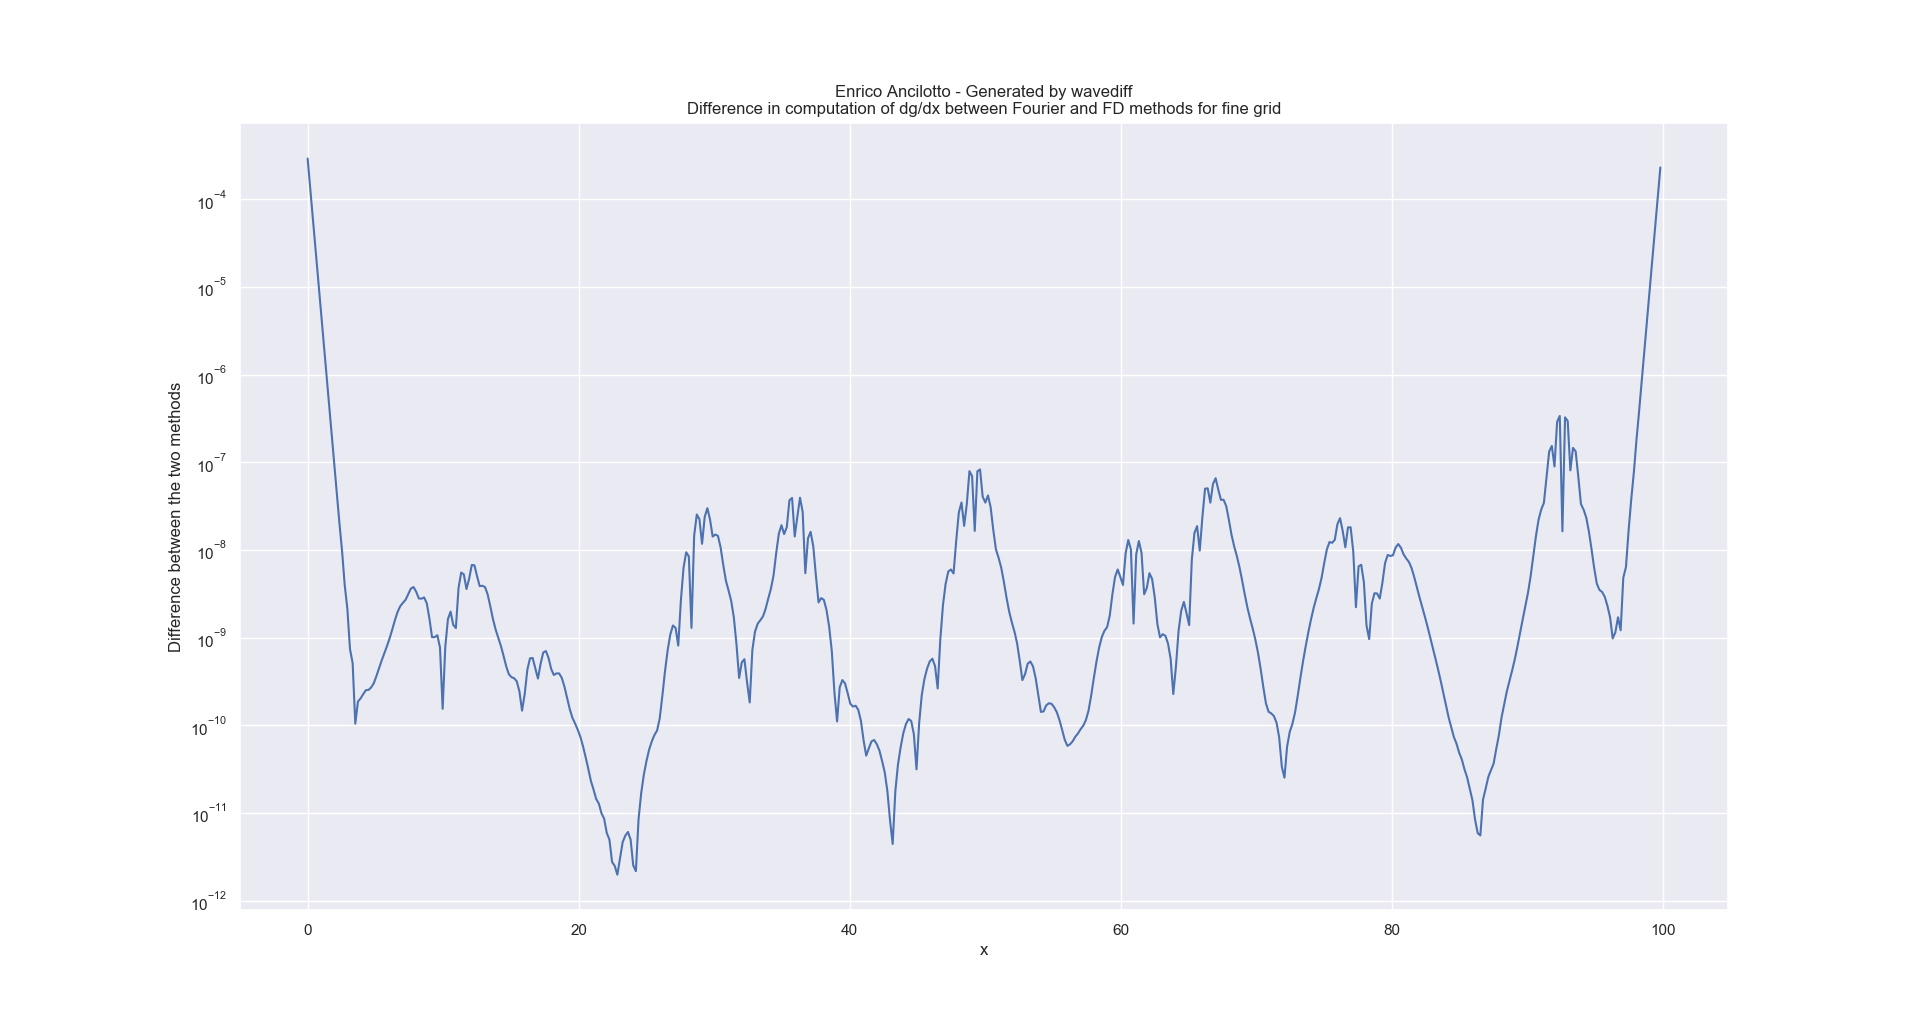 Enrico Ancilotto - Generated by wavediff
Difference in computation of dg/dx between Fourier and FD methods for fine grid
Difference between the two methods
10⁻⁴
10⁻⁵
10⁻⁶
10⁻⁷
10⁻⁸
10⁻⁹
10⁻¹⁰
10⁻¹¹
10⁻¹²
0 20 40 60 80 100
x